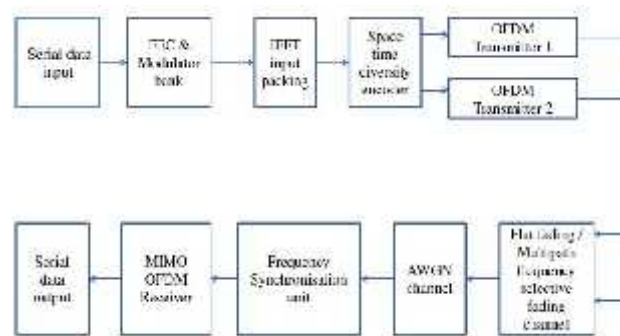 Serial data
input
FEC &
Modulator
bank
IFFT
input
packing
Space
time
diversity
encoder
OFDM
Transmitter 1
OFDM
Transmitter 2
Serial
data
output
MIMO
OFDM
Receiver
Frequency
Synchronisation
unit
AWGN
channel
Flat fading /
Multipath
frequency
selective
fading
channel